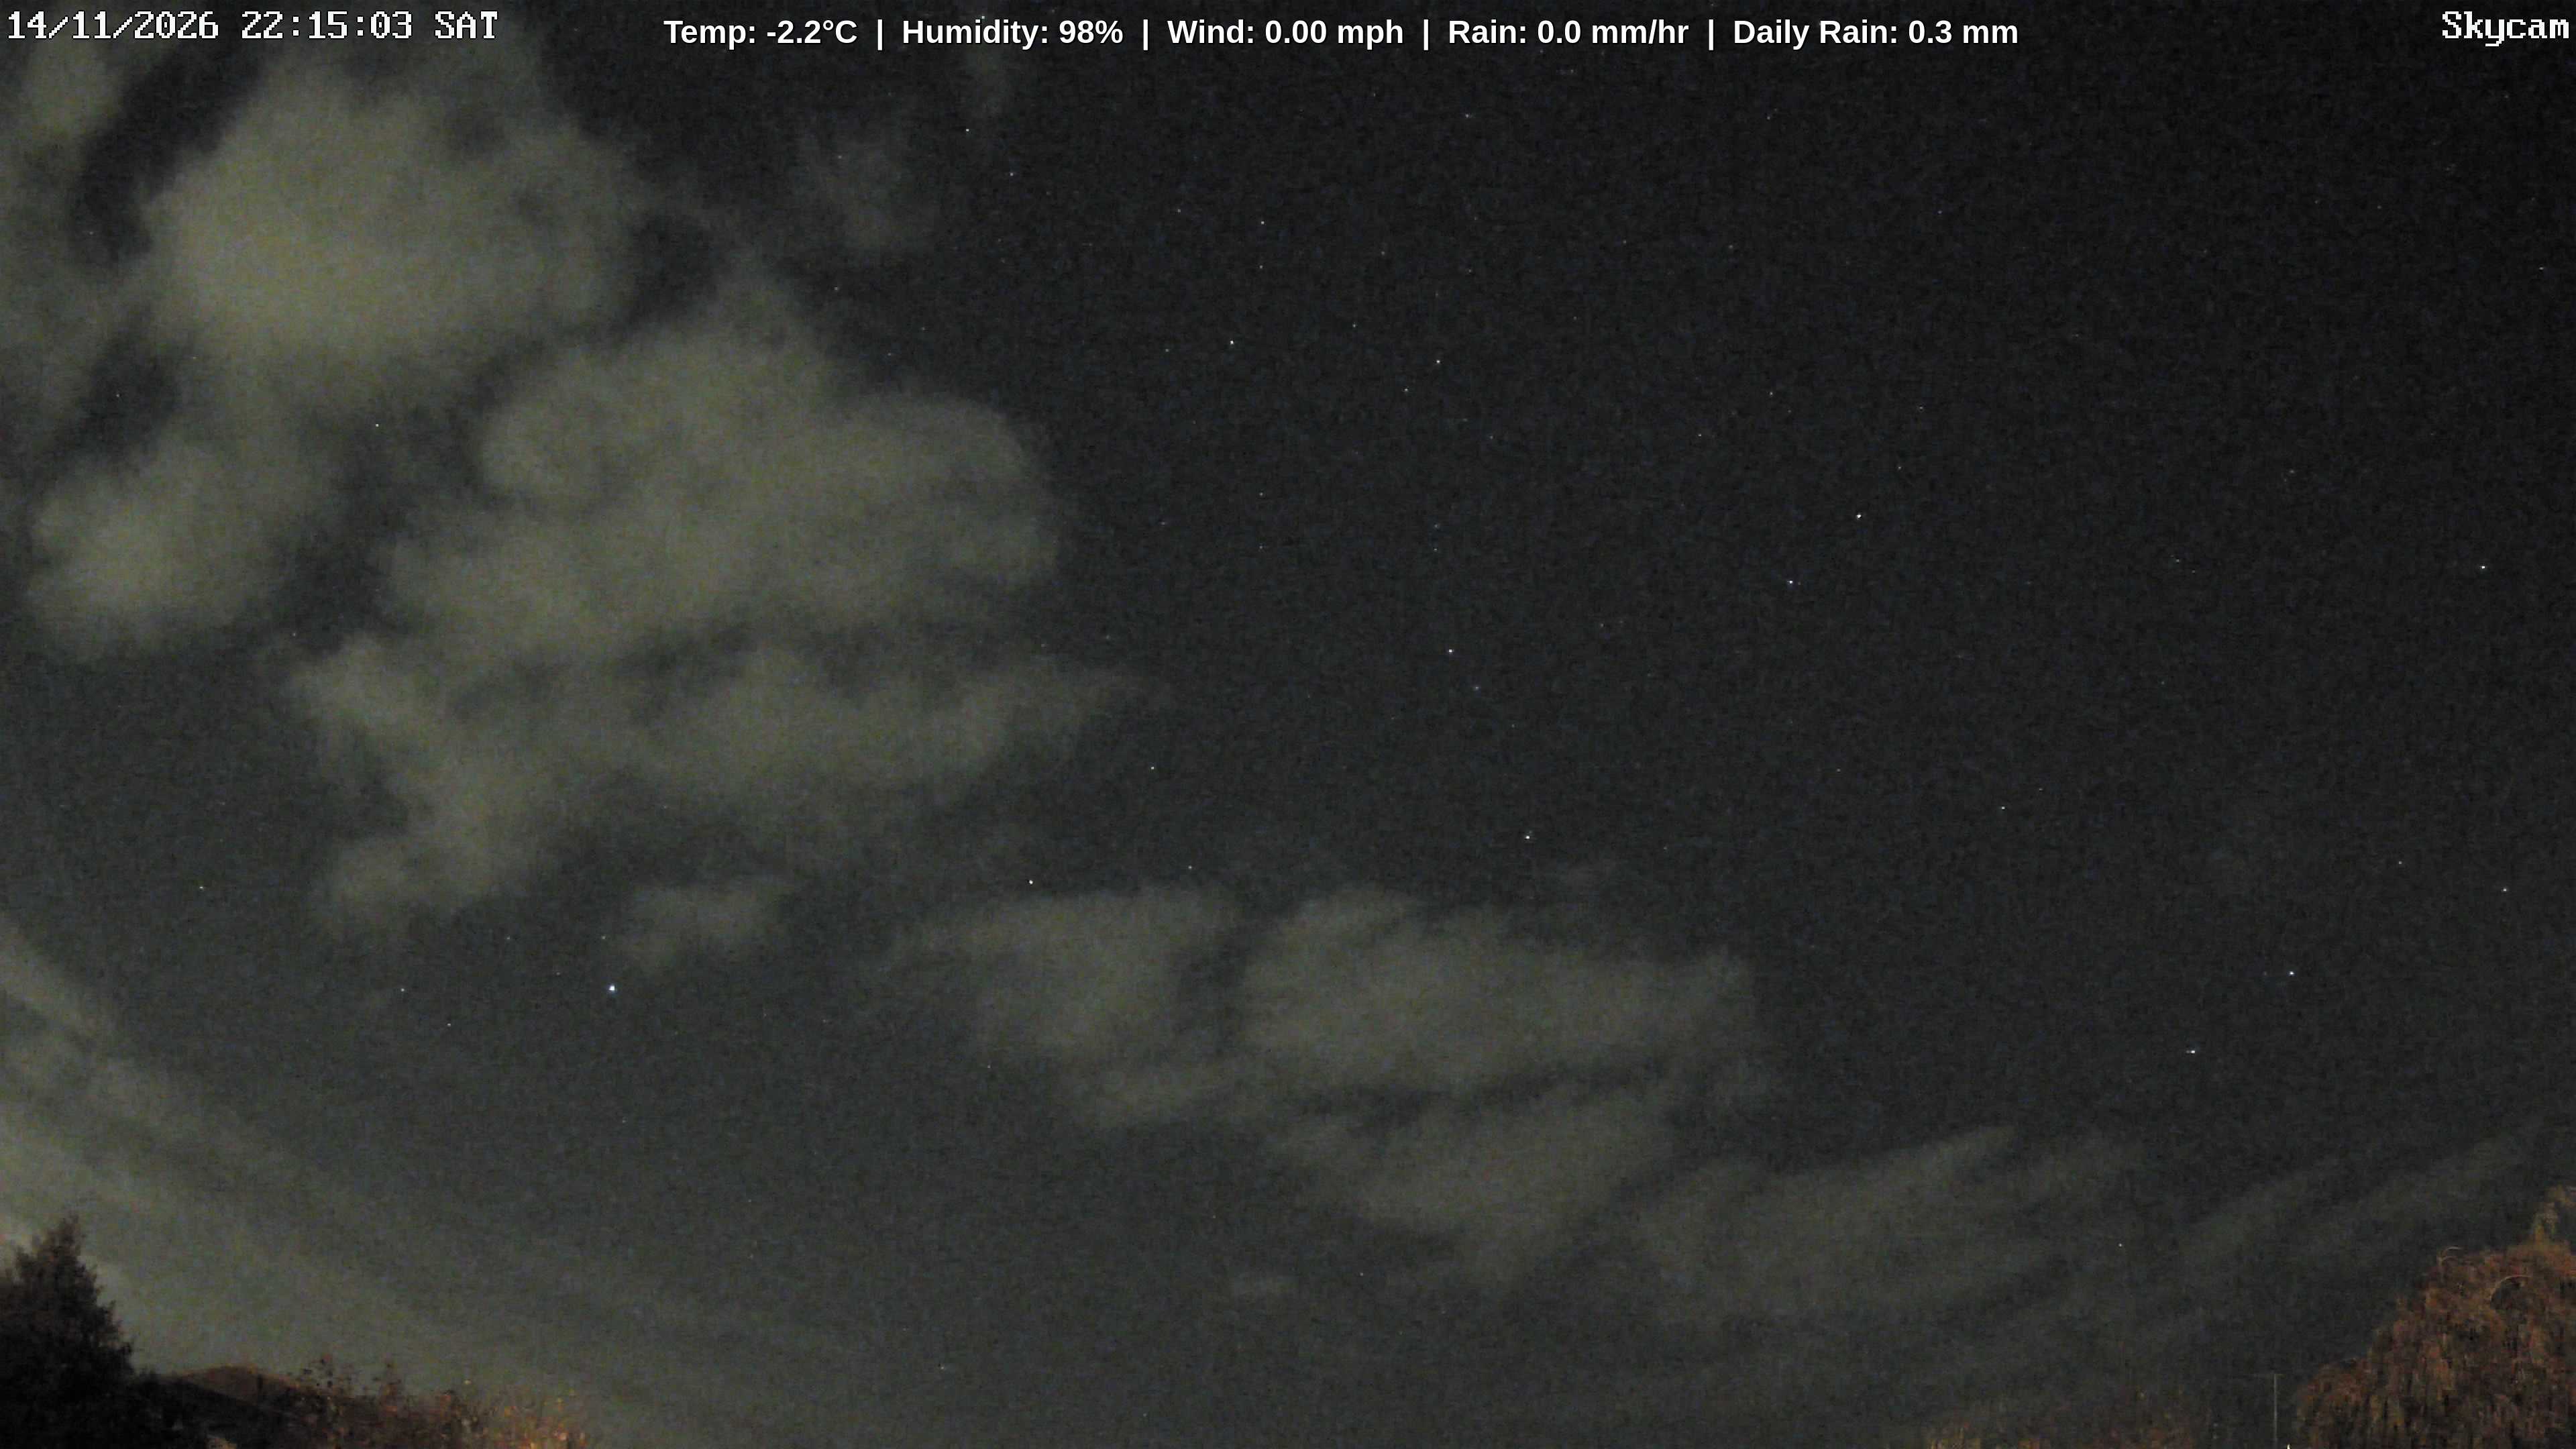 14/11/2026 22:15:03 SAT
Temp: -2.2°C | Humidity: 98% | Wind: 0.00 mph | Rain: 0.0 mm/hr | Daily Rain: 0.3 mm
Skycam